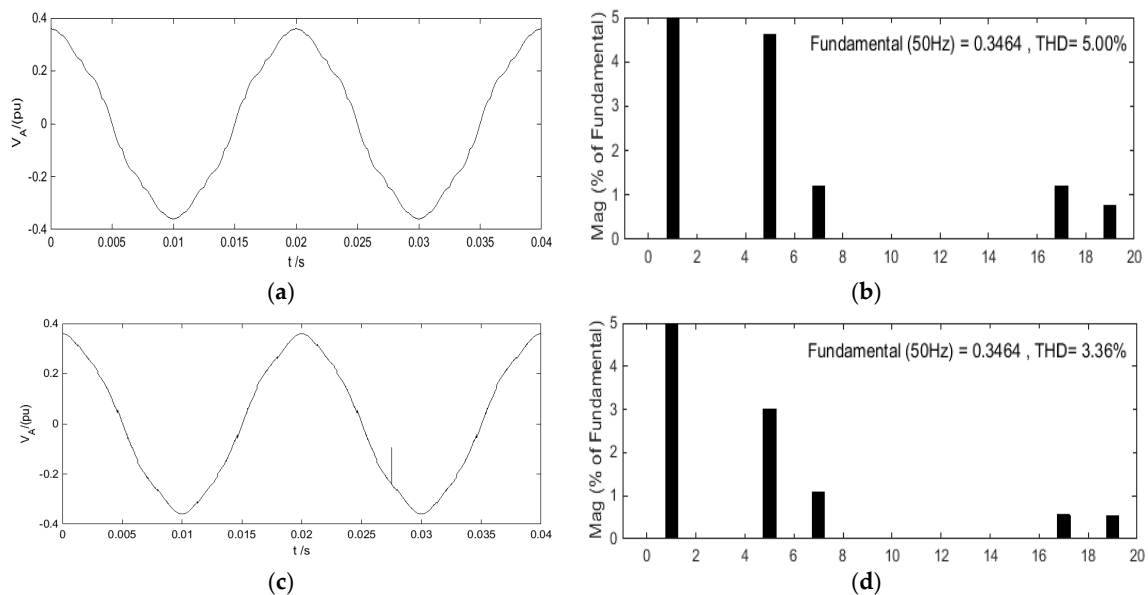 0.4
0.2
0
-0.2
-0.4
V_A/(pu)
0 0.005 0.01 0.015 0.02 0.025 0.03 0.035 0.04
t /s
(a)
5
4
3
2
1
0
Mag (% of Fundamental)
Fundamental (50Hz) = 0.3464 , THD= 5.00%
0 2 4 6 8 10 12 14 16 18 20
(b)
0.4
0.2
0
-0.2
-0.4
V_A/(pu)
0 0.005 0.01 0.015 0.02 0.025 0.03 0.035 0.04
t /s
(c)
5
4
3
2
1
0
Mag (% of Fundamental)
Fundamental (50Hz) = 0.3464 , THD= 3.36%
0 2 4 6 8 10 12 14 16 18 20
(d)